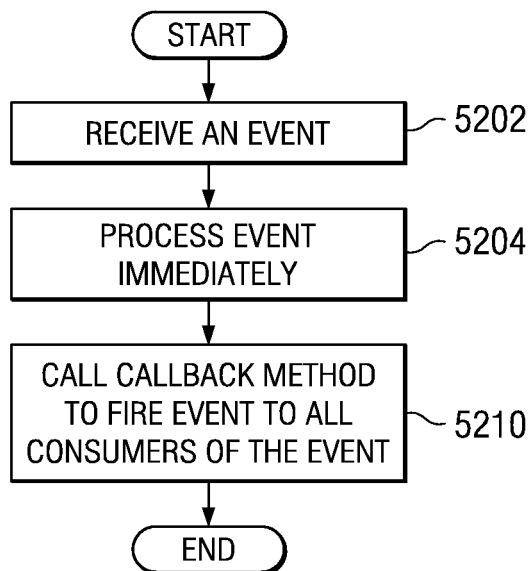 START
RECEIVE AN EVENT
5202
PROCESS EVENT
IMMEDIATELY
5204
CALL CALLBACK METHOD
TO FIRE EVENT TO ALL
CONSUMERS OF THE EVENT
5210
END